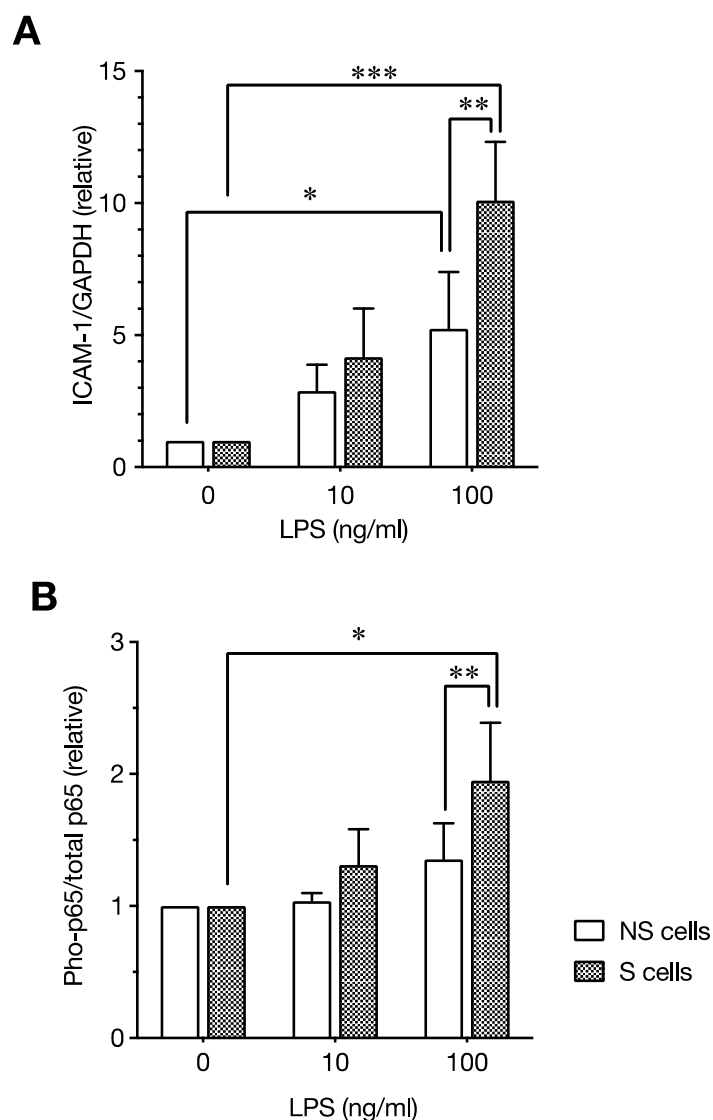 A
ICAM-1/GAPDH (relative)
15
10
5
0
***
**
*
0 10 100
LPS (ng/ml)
B
Pho-p65/total p65 (relative)
3
2
1
0
*
**
0 10 100
LPS (ng/ml)
NS cells
S cells